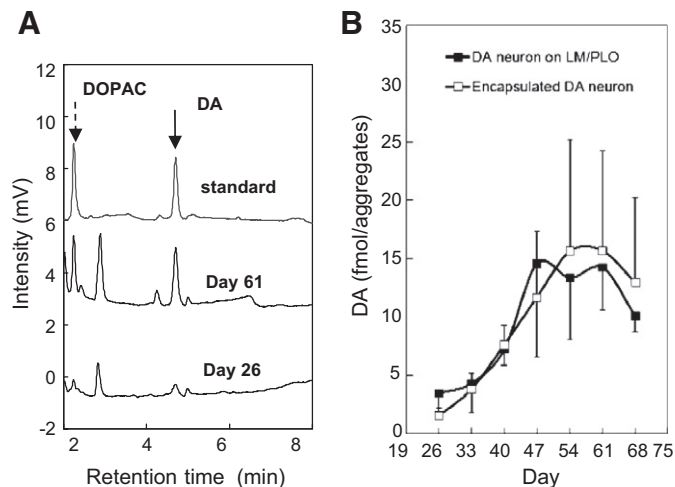 A
12
10
8
6
4
2
0
-2
Intensity (mV)
DOPAC
DA
standard
Day 61
Day 26
2 4 6 8
Retention time (min)
B
35
30
25
20
15
10
5
0
DA (fmol/aggregates)
DA neuron on LM/PLO
Encapsulated DA neuron
19 26 33 40 47 54 61 68 75
Day